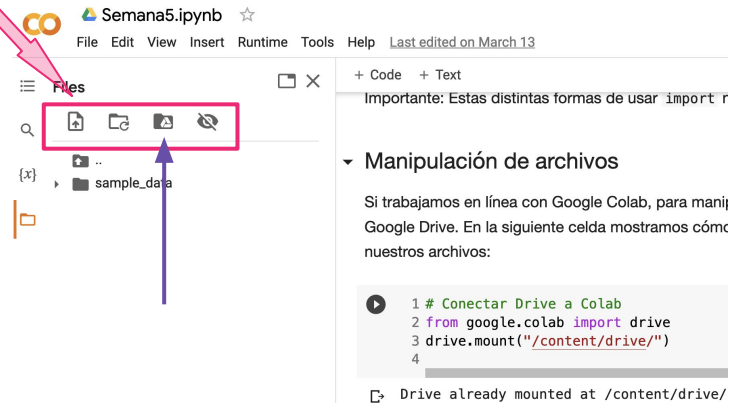 Semana5.ipynb
File Edit View Insert Runtime Tools Help Last edited on March 13
Files
+ Code + Text
Importante: Estas distintas formas de usar import
..
{x}
sample_data
Manipulación de archivos
Si trabajamos en línea con Google Colab, para
Google Drive. En la siguiente celda mostramos
nuestros archivos:
1 # Conectar Drive a Colab
2 from google.colab import drive
3 drive.mount("/content/drive/")
4
Drive already mounted at /content/drive/